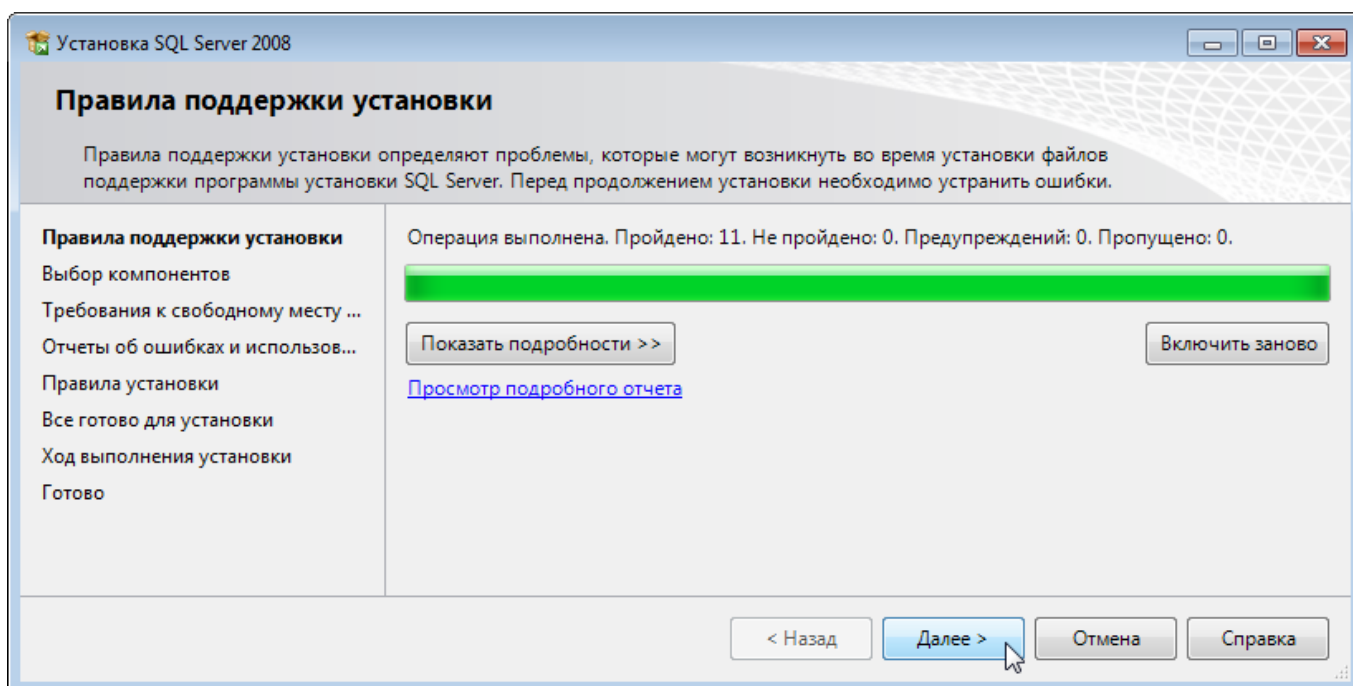 Установка SQL Server 2008
Правила поддержки установки
Правила поддержки установки определяют проблемы, которые могут возникнуть во время установки файлов
поддержки программы установки SQL Server. Перед продолжением установки необходимо устранить ошибки.
Правила поддержки установки
Выбор компонентов
Требования к свободному месту ...
Отчеты об ошибках и использов...
Правила установки
Все готово для установки
Ход выполнения установки
Готово
Операция выполнена. Пройдено: 11. Не пройдено: 0. Предупреждений: 0. Пропущено: 0.
Показать подробности >>
Включить заново
Просмотр подробного отчета
< Назад
Далее >
Отмена
Справка